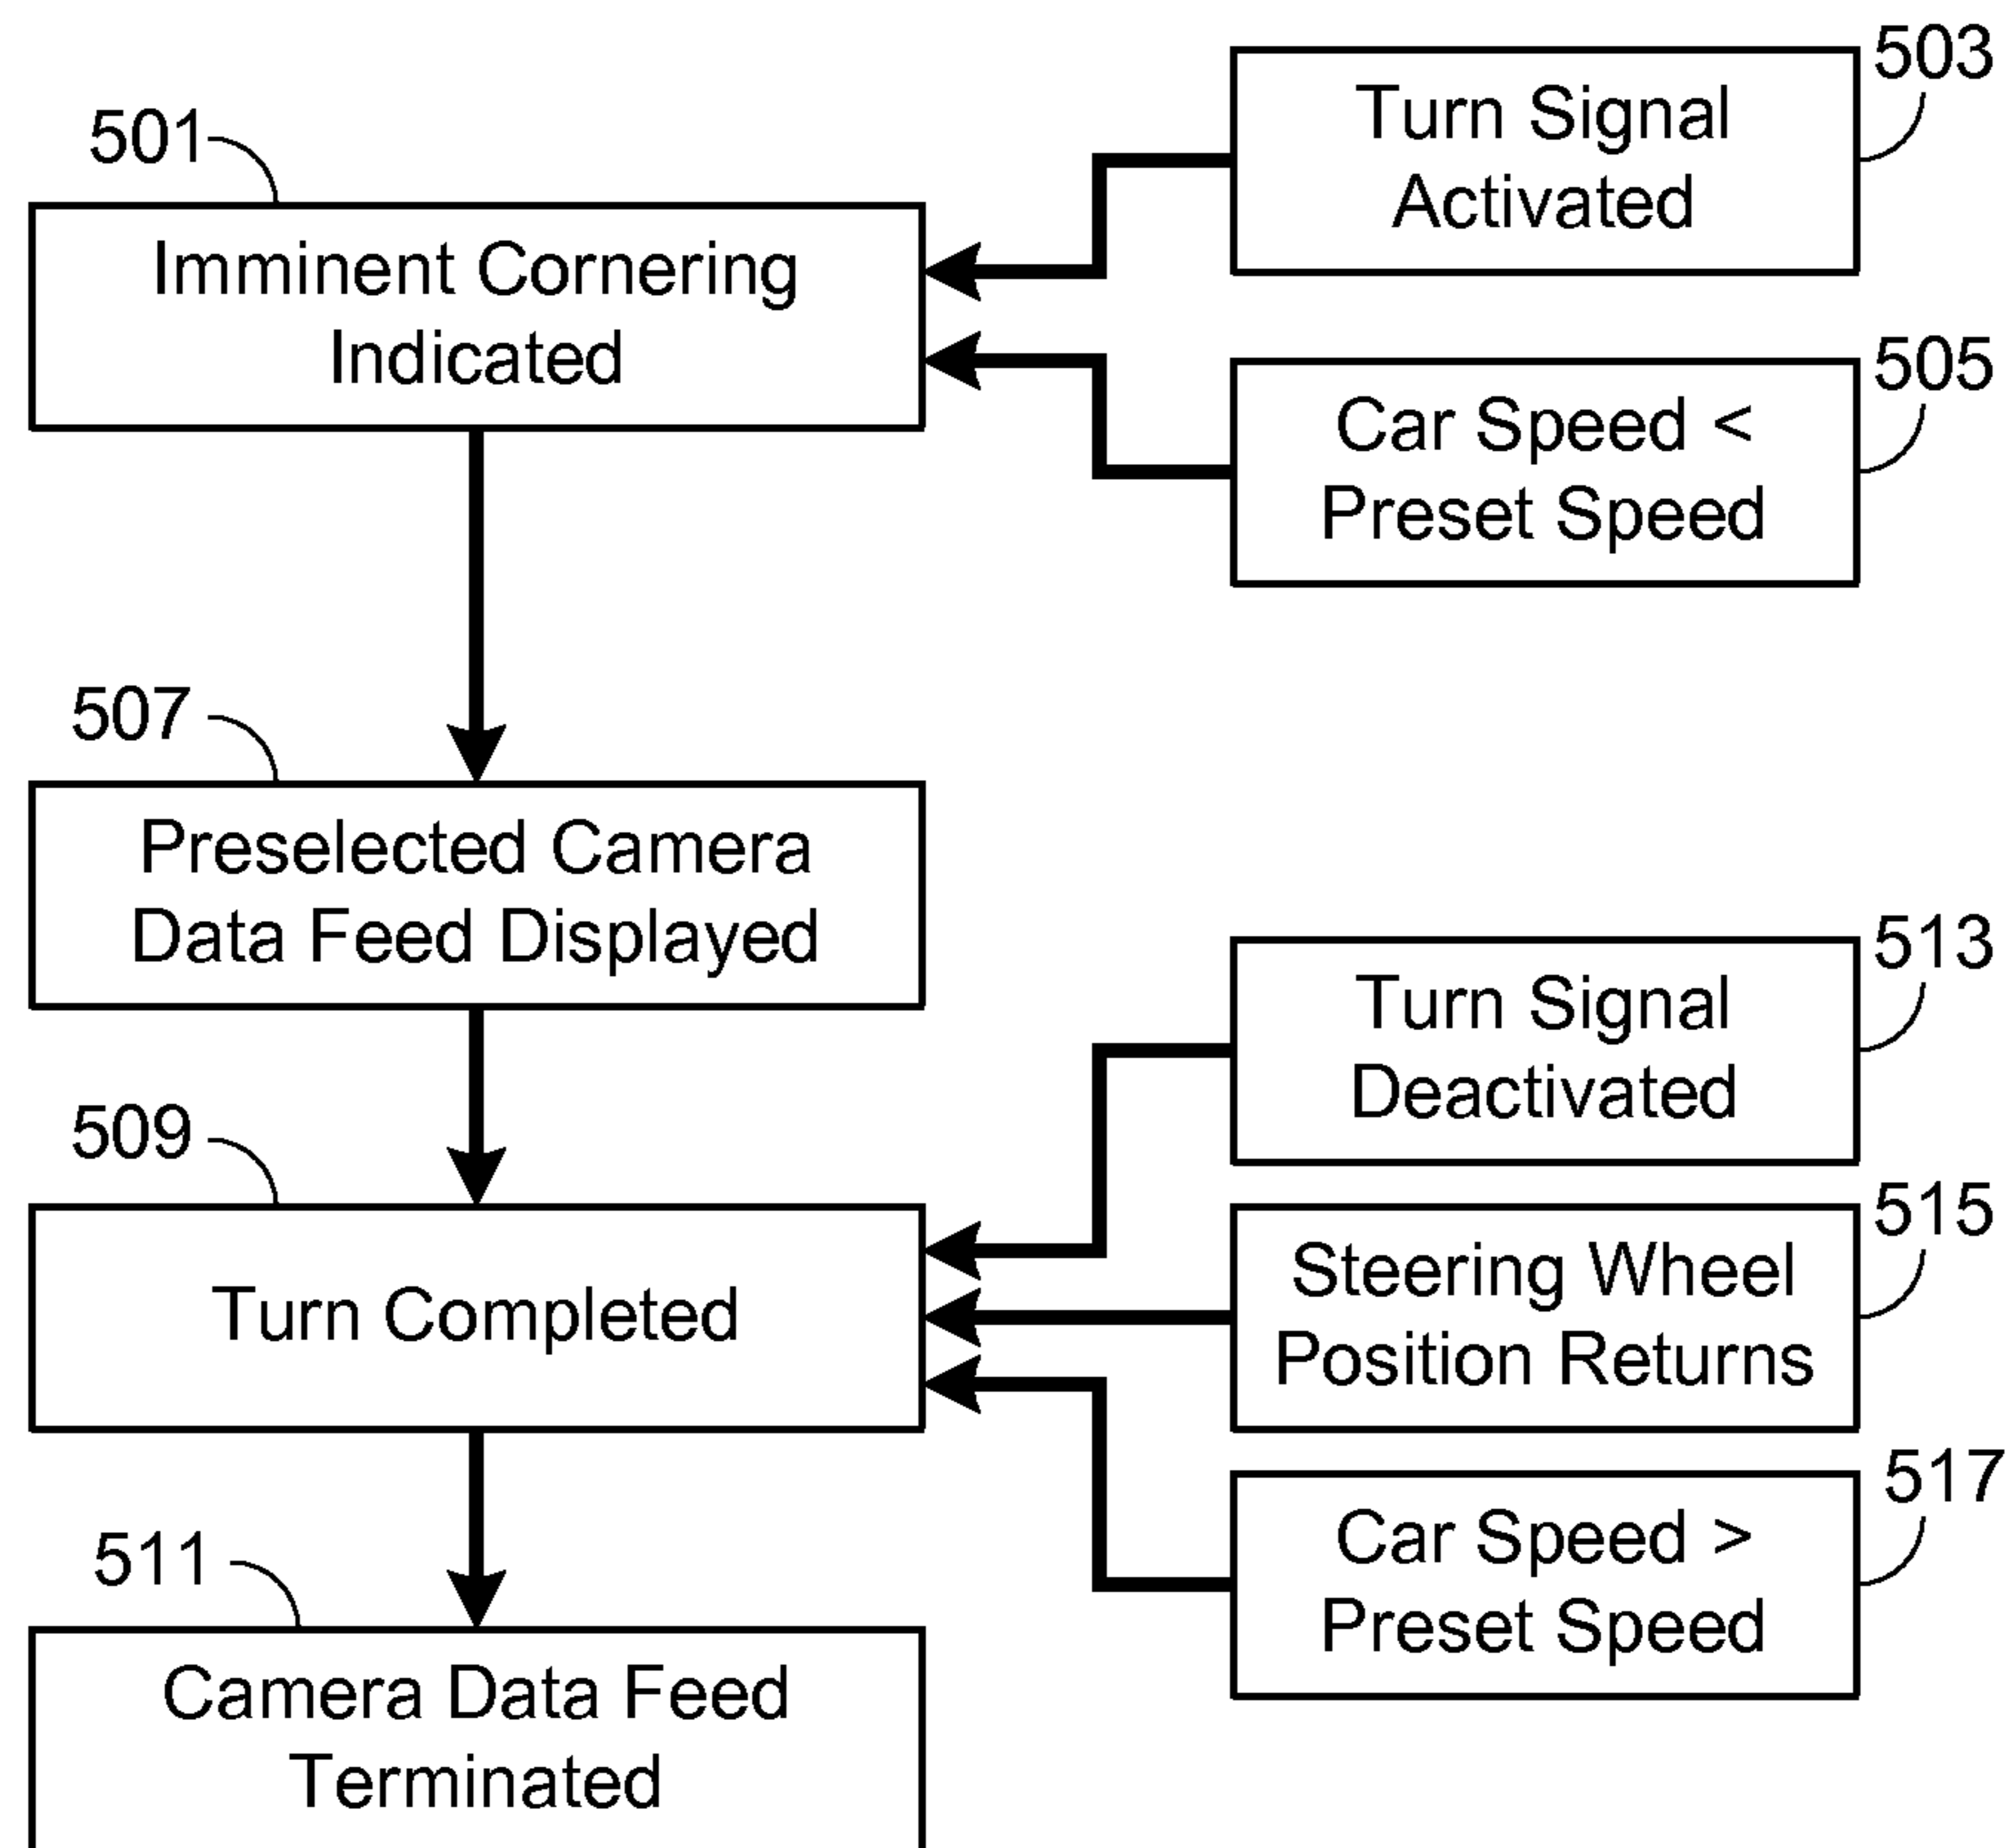 503
Turn Signal
Activated
501
Imminent Cornering
Indicated
505
Car Speed <
Preset Speed
507
Preselected Camera
Data Feed Displayed
513
Turn Signal
Deactivated
509
Turn Completed
515
Steering Wheel
Position Returns
517
Car Speed >
Preset Speed
511
Camera Data Feed
Terminated